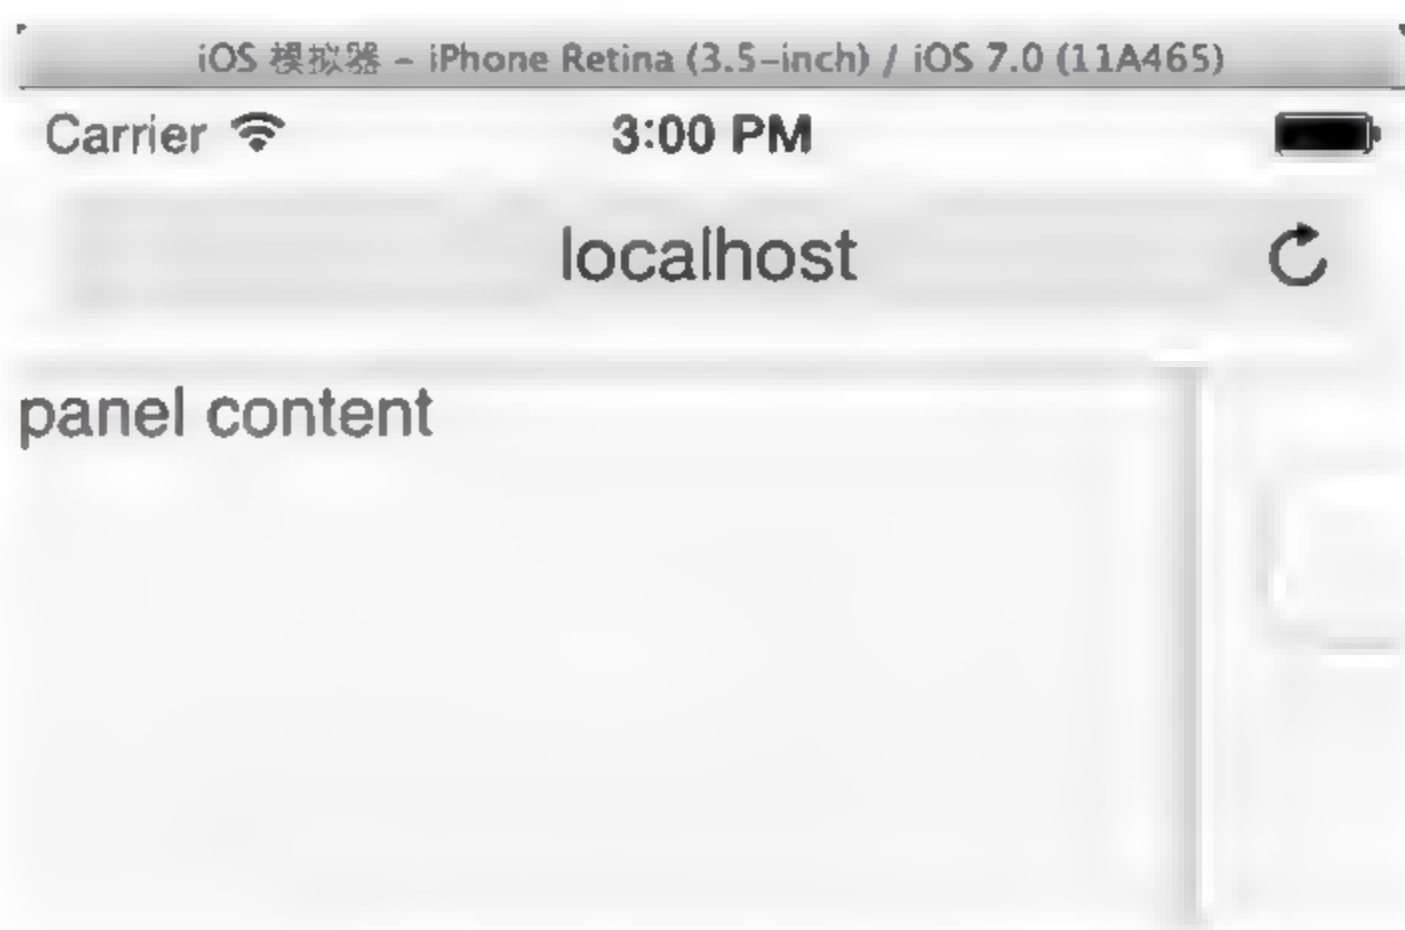 iOS 模拟器 – iPhone Retina (3.5–inch) / iOS 7.0 (11A465)
Carrier 3:00 PM
localhost
panel content